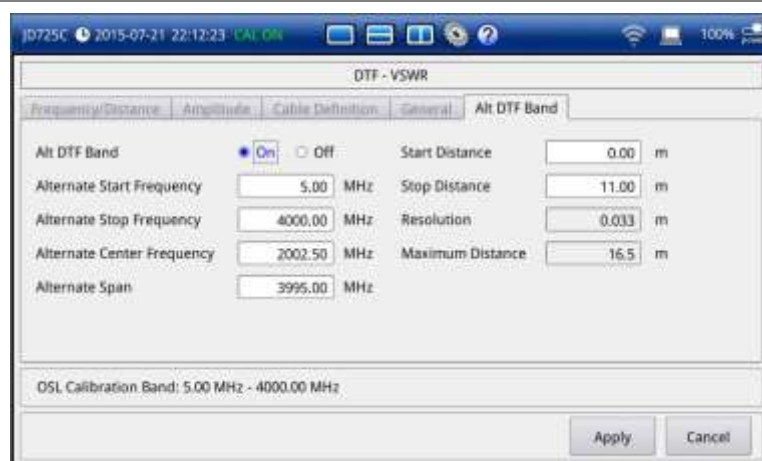 JD725C 2015-07-21 22:12:23 CAL ON 100%
DTF - VSWR
Frequency/Distance Amplitude Cable Definition General Alt DTF Band
Alt DTF Band On Off Start Distance 0.00 m
Alternate Start Frequency 5.00 MHz Stop Distance 11.00 m
Alternate Stop Frequency 4000.00 MHz Resolution 0.033 m
Alternate Center Frequency 2002.50 MHz Maximum Distance 16.5 m
Alternate Span 3995.00 MHz
OSL Calibration Band: 5.00 MHz - 4000.00 MHz
Apply Cancel